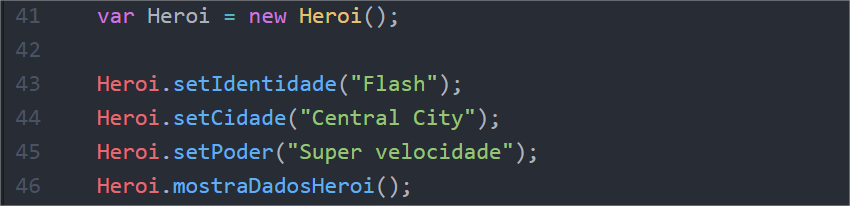 41 var Heroi = new Heroi();
42
43 Heroi.setIdentidade("Flash");
44 Heroi.setCidade("Central City");
45 Heroi.setPoder("Super velocidade");
46 Heroi.mostraDadosHeroi();